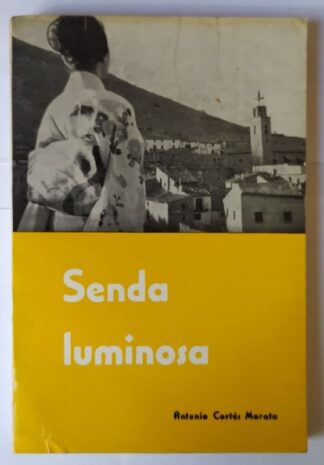 Senda
luminosa
Antonio Cortés Morata